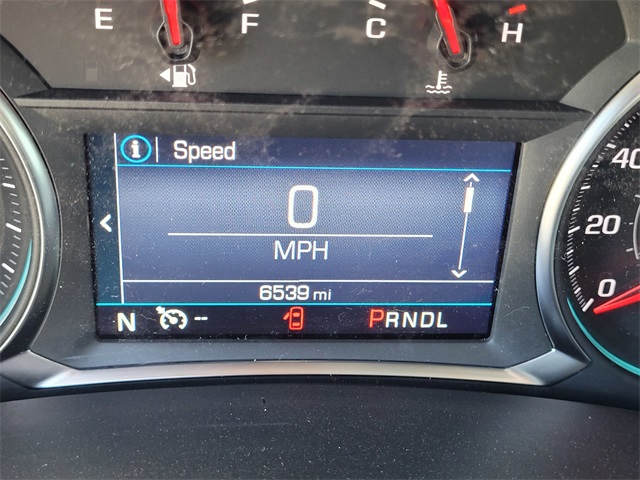 E F C H
Speed
0
MPH
6539 mi
N -- PRNDL
40
20
0